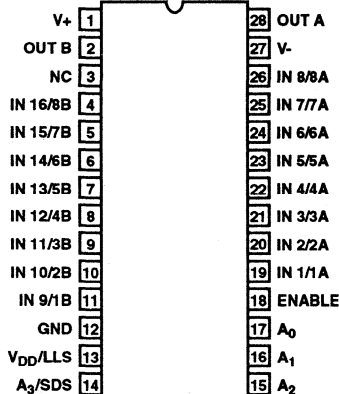 V+ 1 28 OUT A
OUT B 2 27 V-
NC 3 26 IN 8/8A
IN 16/8B 4 25 IN 7/7A
IN 15/7B 5 24 IN 6/6A
IN 14/6B 6 23 IN 5/5A
IN 13/5B 7 22 IN 4/4A
IN 12/4B 8 21 IN 3/3A
IN 11/3B 9 20 IN 2/2A
IN 10/2B 10 19 IN 1/1A
IN 9/1B 11 18 ENABLE
GND 12 17 A0
VDD/LLS 13 16 A1
A3/SDS 14 15 A2